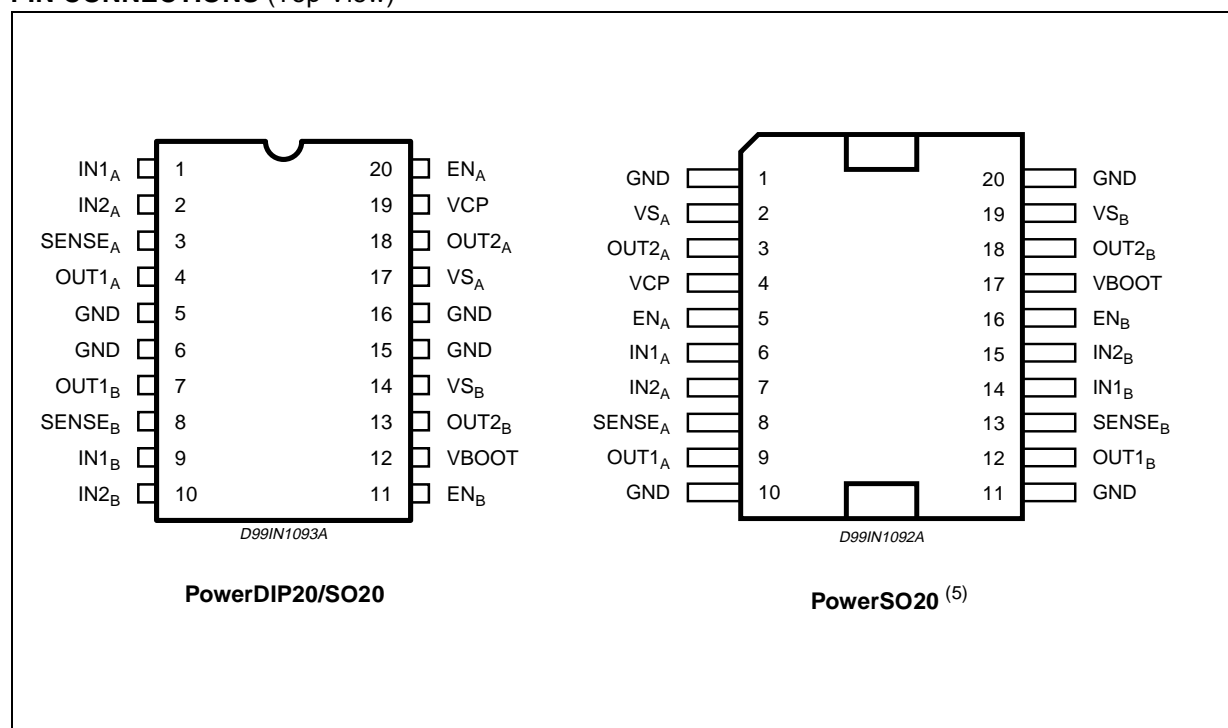 PIN CONNECTIONS (Top View)
IN1A 1 20 ENA
IN2A 2 19 VCP
SENSEA 3 18 OUT2A
OUT1A 4 17 VSA
GND 5 16 GND
GND 6 15 GND
OUT1B 7 14 VSB
SENSEB 8 13 OUT2B
IN1B 9 12 VBOOT
IN2B 10 11 ENB
D99IN1093A
PowerDIP20/SO20
GND 1 20 GND
VSA 2 19 VSB
OUT2A 3 18 OUT2B
VCP 4 17 VBOOT
ENA 5 16 ENB
IN1A 6 15 IN2B
IN2A 7 14 IN1B
SENSEA 8 13 SENSEB
OUT1A 9 12 OUT1B
GND 10 11 GND
D99IN1092A
PowerSO20 (5)